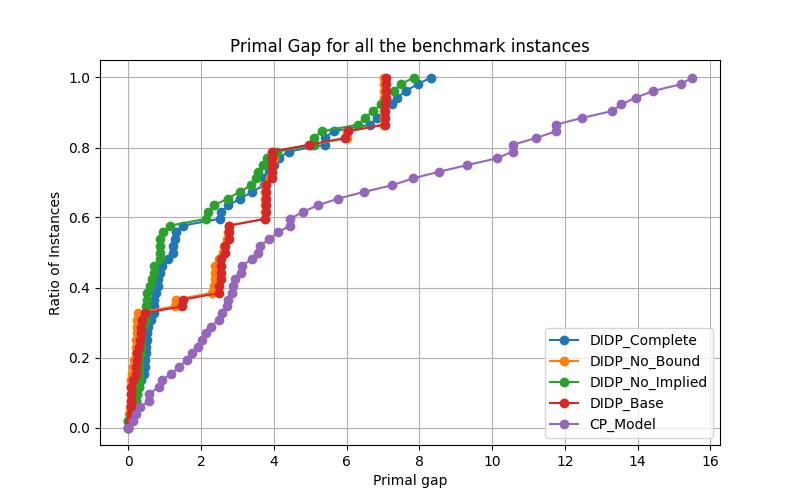 Primal Gap for all the benchmark instances
Ratio of Instances
1.0
0.8
0.6
0.4
0.2
0.0
DIDP_Complete
DIDP_No_Bound
DIDP_No_Implied
DIDP_Base
CP_Model
0 2 4 6 8 10 12 14 16
Primal gap